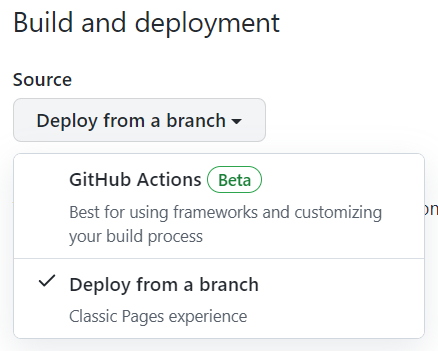 Build and deployment
Source
Deploy from a branch
GitHub Actions Beta
Best for using frameworks and customizing
your build process
Deploy from a branch
Classic Pages experience